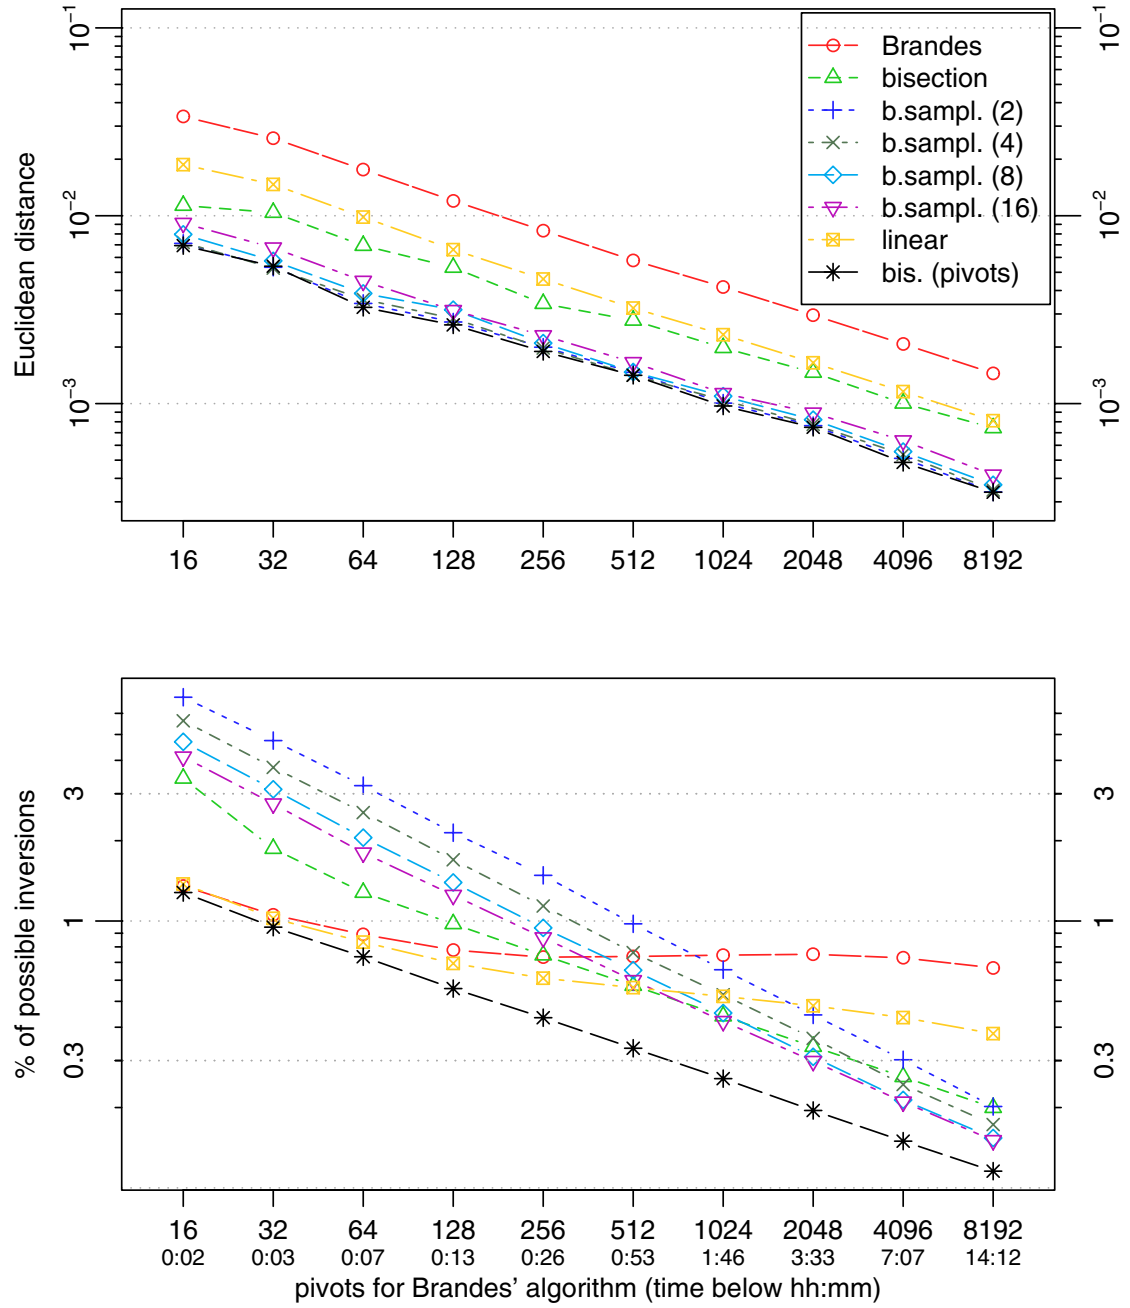 Euclidean distance
10⁻¹
10⁻²
10⁻³
10⁻¹
10⁻²
10⁻³
Brandes
bisection
b.sampl. (2)
b.sampl. (4)
b.sampl. (8)
b.sampl. (16)
linear
bis. (pivots)
16 32 64 128 256 512 1024 2048 4096 8192
% of possible inversions
3
1
0.3
3
1
0.3
16 32 64 128 256 512 1024 2048 4096 8192
0:02 0:03 0:07 0:13 0:26 0:53 1:46 3:33 7:07 14:12
pivots for Brandes' algorithm (time below hh:mm)